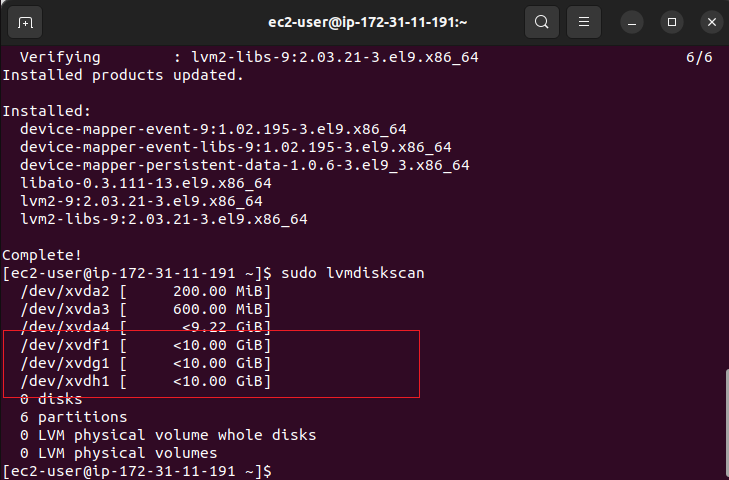 ec2-user@ip-172-31-11-191:~
Verifying        : lvm2-libs-9:2.03.21-3.el9.x86_64                         6/6
Installed products updated.
Installed:
device-mapper-event-9:1.02.195-3.el9.x86_64
device-mapper-event-libs-9:1.02.195-3.el9.x86_64
device-mapper-persistent-data-1.0.6-3.el9_3.x86_64
libaio-0.3.111-13.el9.x86_64
lvm2-9:2.03.21-3.el9.x86_64
lvm2-libs-9:2.03.21-3.el9.x86_64
Complete!
[ec2-user@ip-172-31-11-191 ~]$ sudo lvmdiskscan
/dev/xvda2 [     200.00 MiB]
/dev/xvda3 [     600.00 MiB]
/dev/xvda4 [      <9.22 GiB]
/dev/xvdf1 [     <10.00 GiB]
/dev/xvdg1 [     <10.00 GiB]
/dev/xvdh1 [     <10.00 GiB]
0 disks
6 partitions
0 LVM physical volume whole disks
0 LVM physical volumes
[ec2-user@ip-172-31-11-191 ~]$